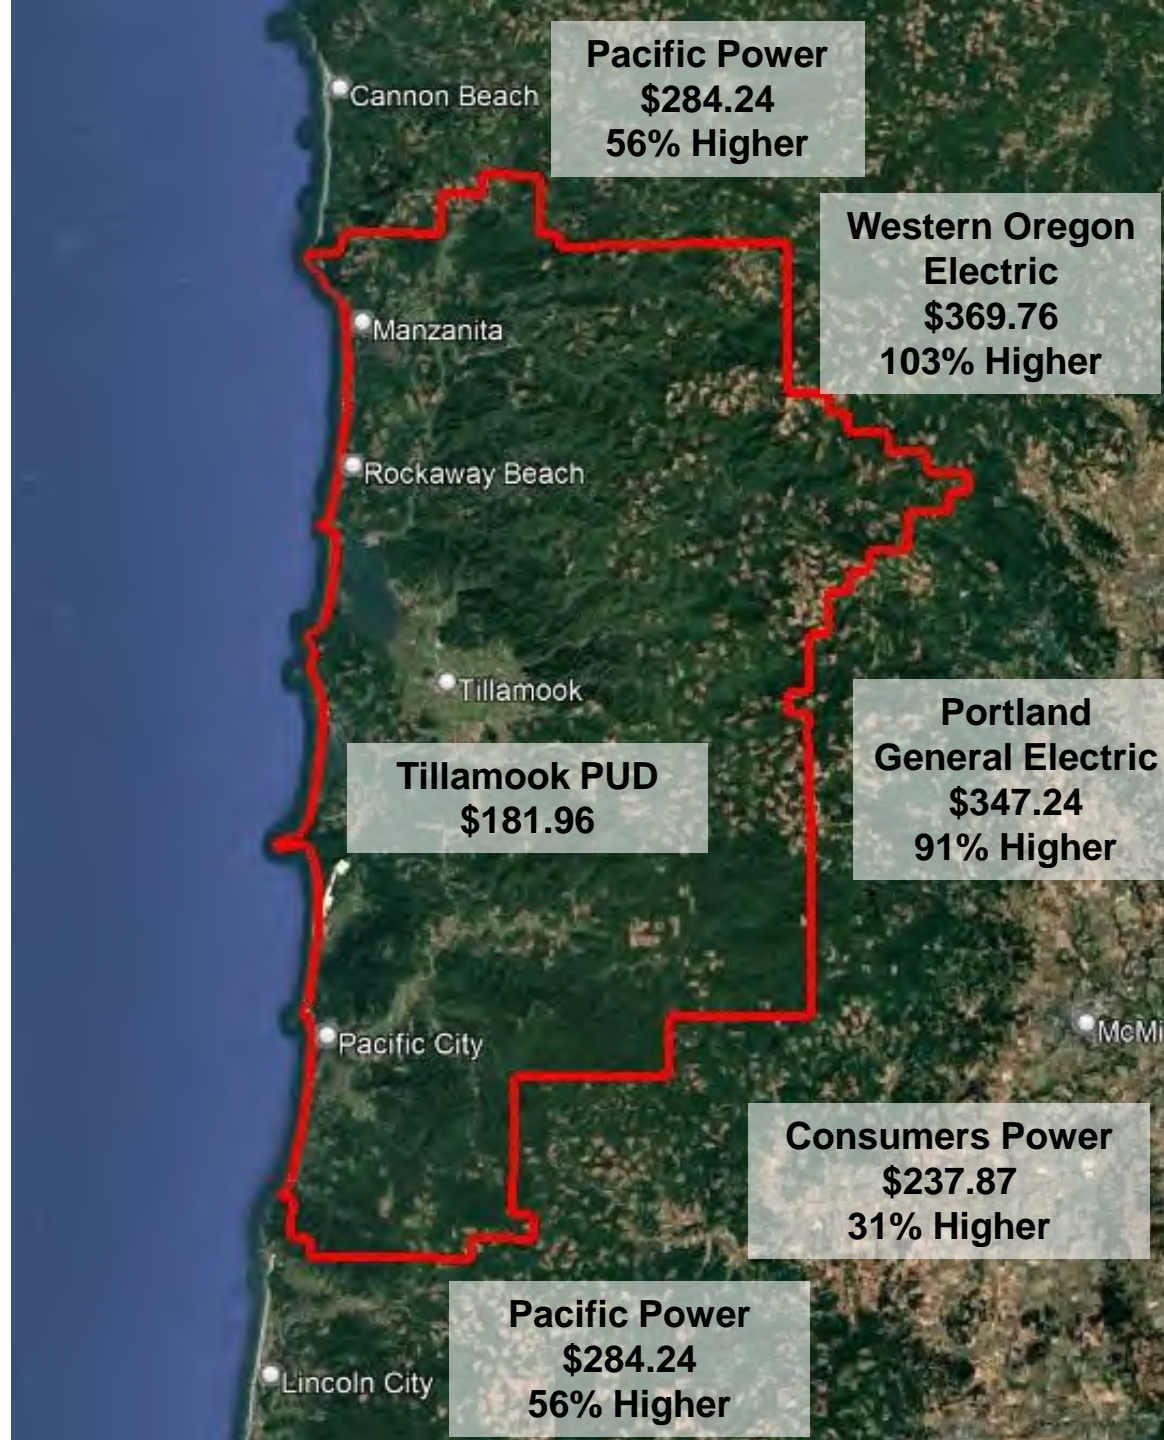 Pacific Power
$284.24
56% Higher
Cannon Beach
Western Oregon
Electric
$369.76
103% Higher
Manzanita
Rockaway Beach
Tillamook
Portland
General Electric
$347.24
91% Higher
Tillamook PUD
$181.96
Pacific City
McMi
Consumers Power
$237.87
31% Higher
Pacific Power
$284.24
56% Higher
Lincoln City